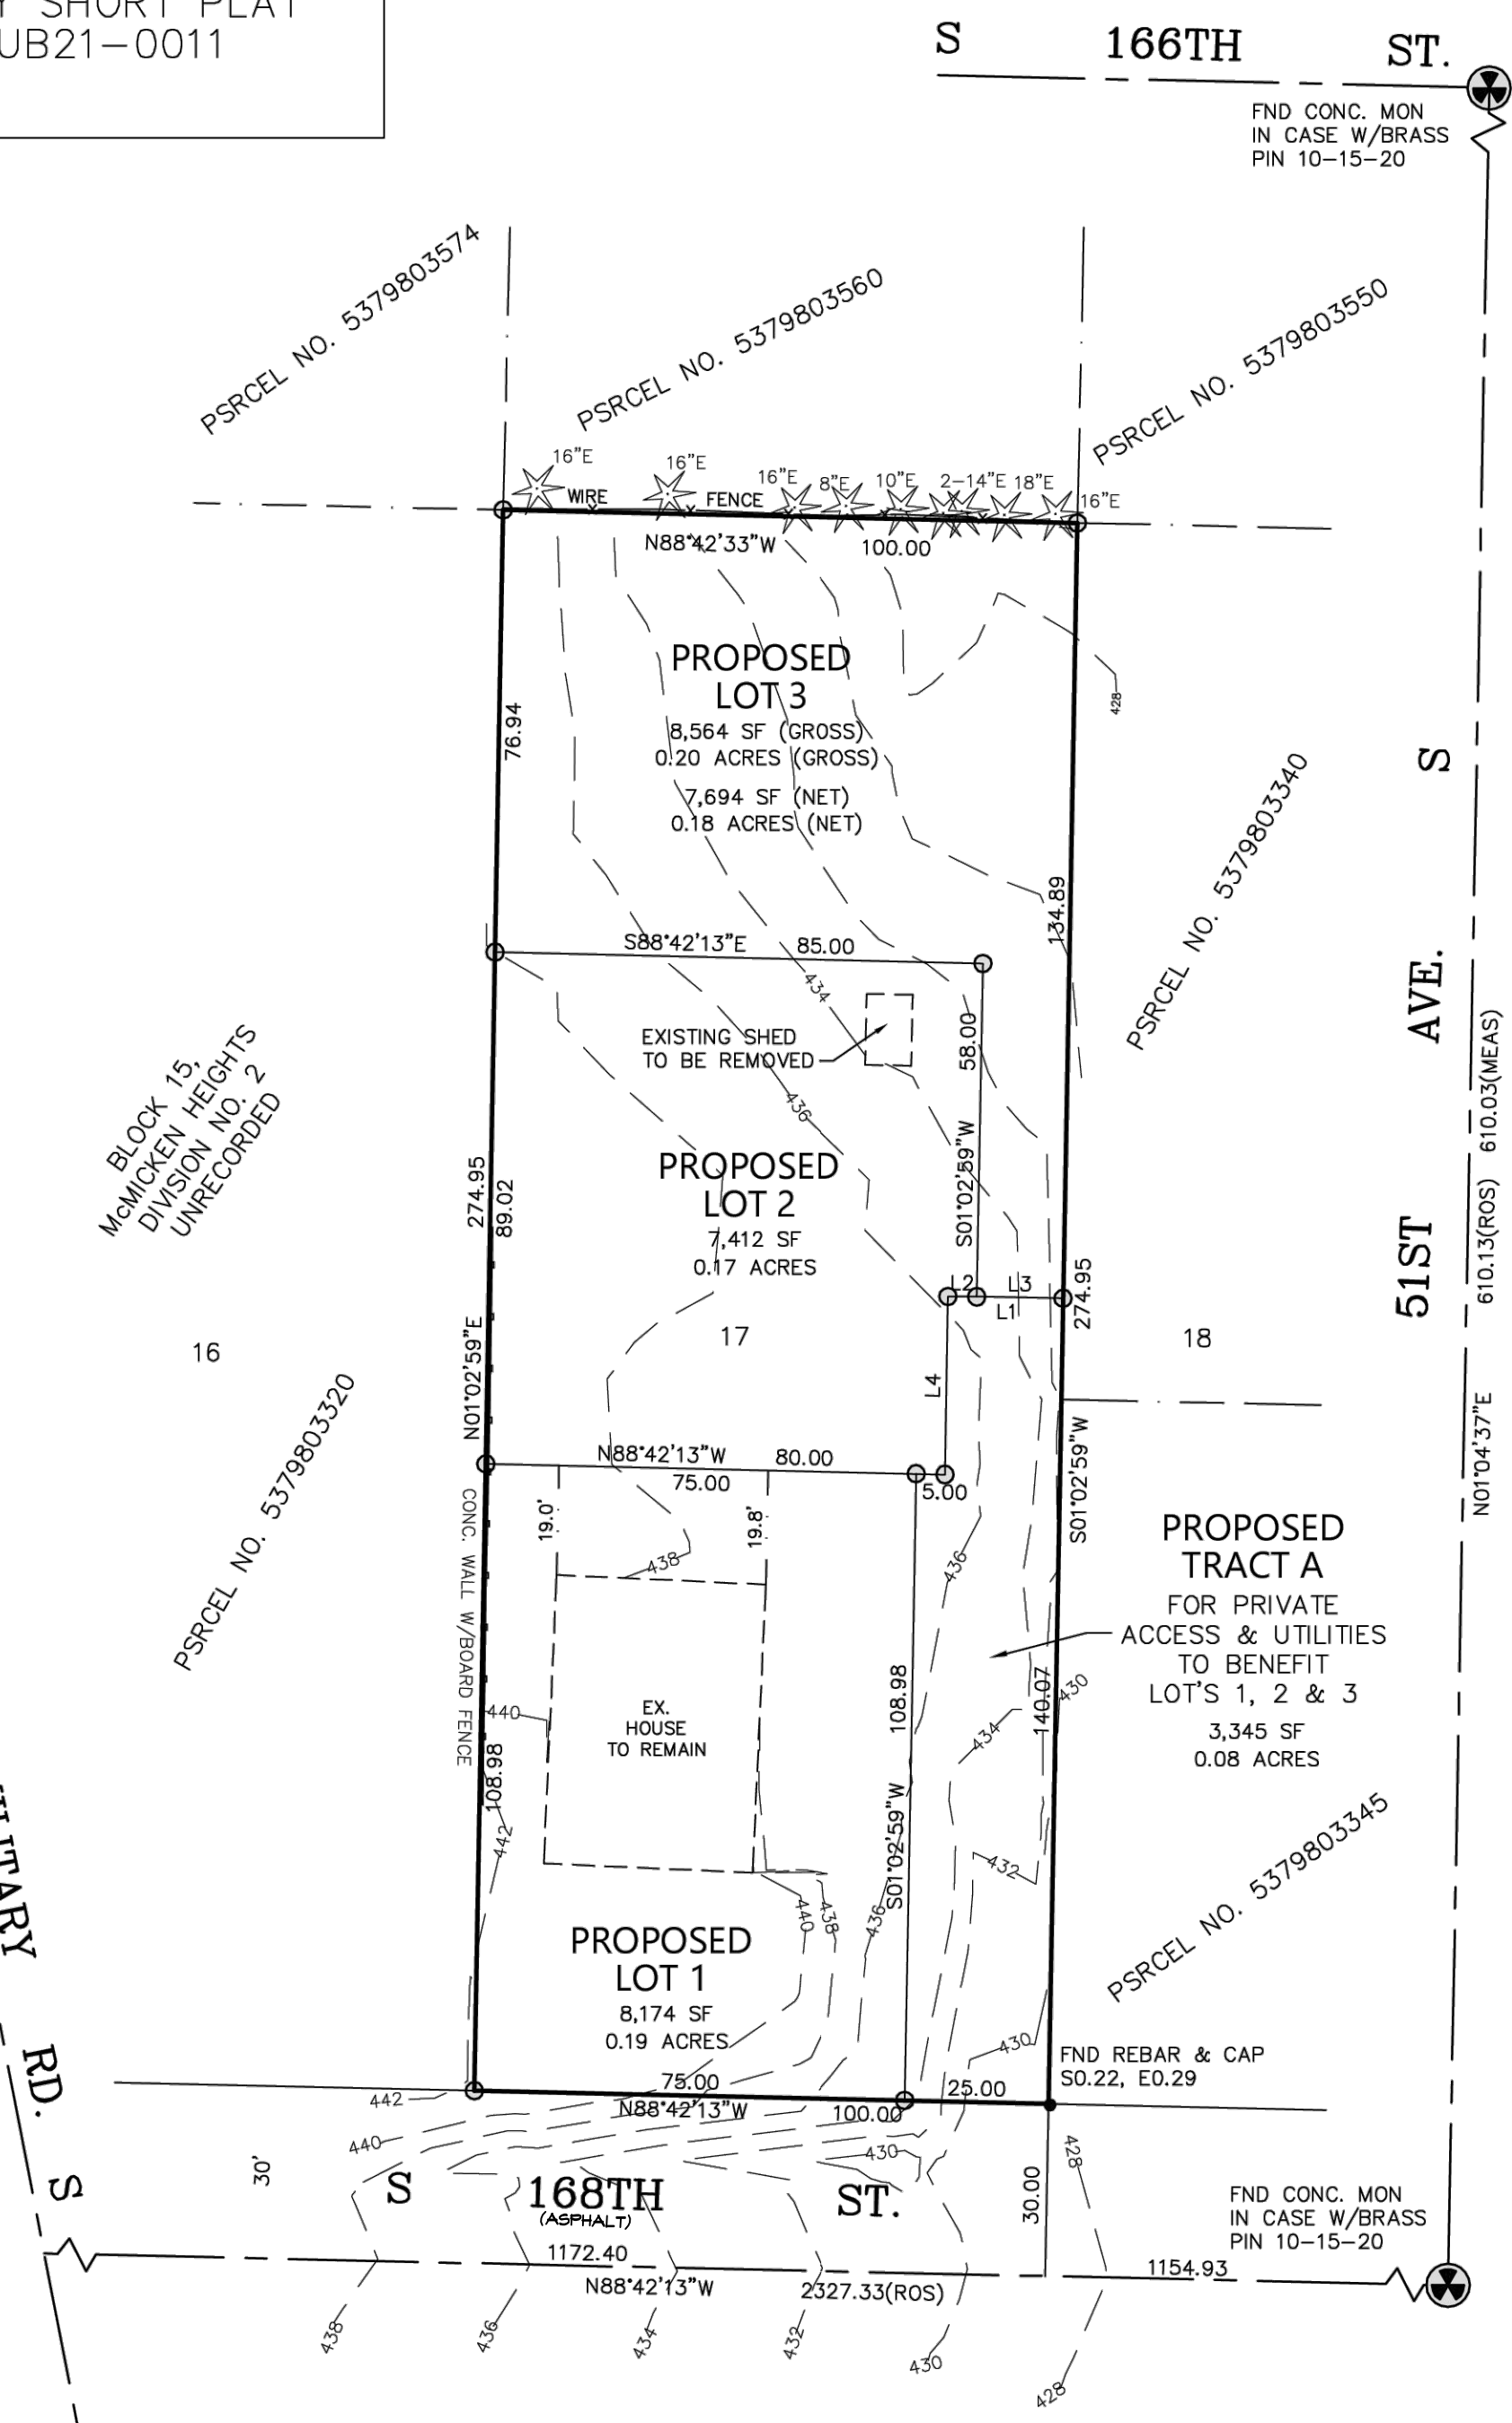 SHORT PLAT
UB21-0011
S 166TH ST.
FND CONC. MON
IN CASE W/BRASS
PIN 10-15-20
PSRCEL NO. 5379803574
PSRCEL NO. 5379803560
PSRCEL NO. 5379803550
16"E
16"E
16"E
8"E
10"E
2-14"E
18"E
16"E
WIRE
FENCE
N88°42'33"W
100.00
PROPOSED
LOT 3
8,564 SF (GROSS)
0.20 ACRES (GROSS)
7,694 SF (NET)
0.18 ACRES (NET)
76.94
428
134.89
PSRCEL NO. 5379803340
S
AVE.
51ST
610.13(ROS) 610.03(MEAS)
N01°04'37"E
S88°42'13"E
85.00
434
EXISTING SHED
TO BE REMOVED
58.00
S01°02'59"W
436
BLOCK 15,
McMICKEN HEIGHTS
DIVISION NO. 2
UNRECORDED
PROPOSED
LOT 2
7,412 SF
0.17 ACRES
274.95
89.02
N01°02'59"E
L2
L3
L1
274.95
16
17
18
L4
PSRCEL NO. 5379803320
N88°42'13"W
80.00
75.00
5.00
S01°02'59"W
CONC. WALL W/BOARD FENCE
19.0'
19.8'
438
436
PROPOSED
TRACT A
FOR PRIVATE
ACCESS & UTILITIES
TO BENEFIT
LOT'S 1, 2 & 3
3,345 SF
0.08 ACRES
EX.
HOUSE
TO REMAIN
440
108.98
108.98
140.07
430
434
442
S01°02'59"W
432
PSRCEL NO. 5379803345
440
438
436
PROPOSED
LOT 1
8,174 SF
0.19 ACRES
430
FND REBAR & CAP
S0.22, E0.29
75.00
25.00
N88°42'13"W
100.00
442
440
430
428
RD.
S
30'
S 168TH ST.
(ASPHALT)
30.00
FND CONC. MON
IN CASE W/BRASS
PIN 10-15-20
1172.40
1154.93
N88°42'13"W
2327.33(ROS)
438
436
434
432
430
428